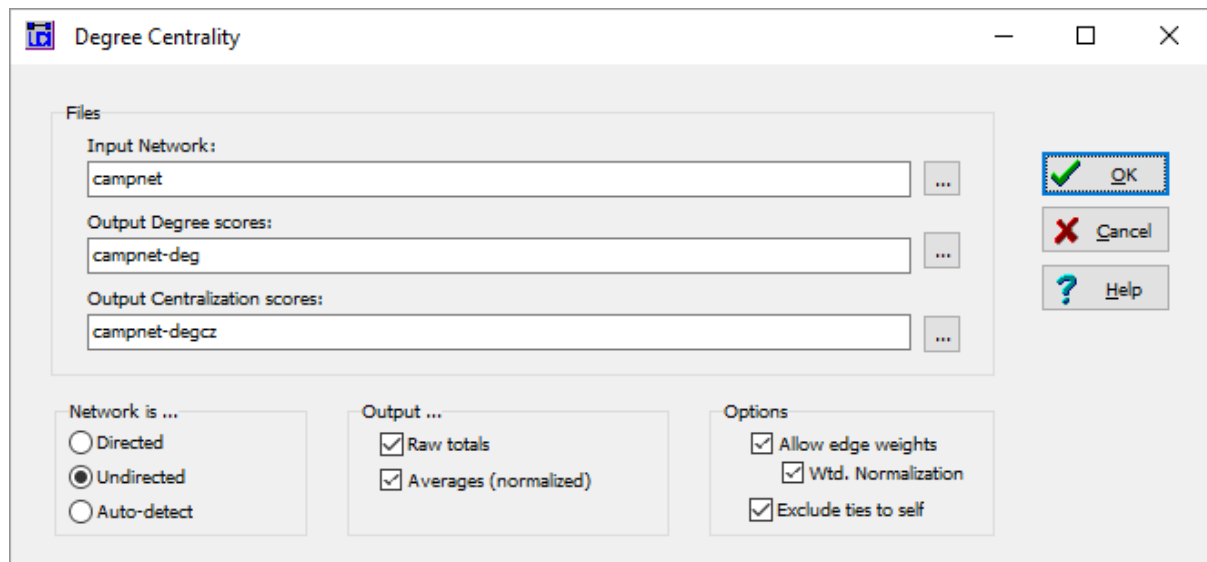 Degree Centrality
Files
Input Network:
campnet
...
Output Degree scores:
campnet-deg
...
Output Centralization scores:
campnet-degcz
...
OK
Cancel
Help
Network is ...
Directed
Undirected
Auto-detect
Output ...
Raw totals
Averages (normalized)
Options
Allow edge weights
Wtd. Normalization
Exclude ties to self